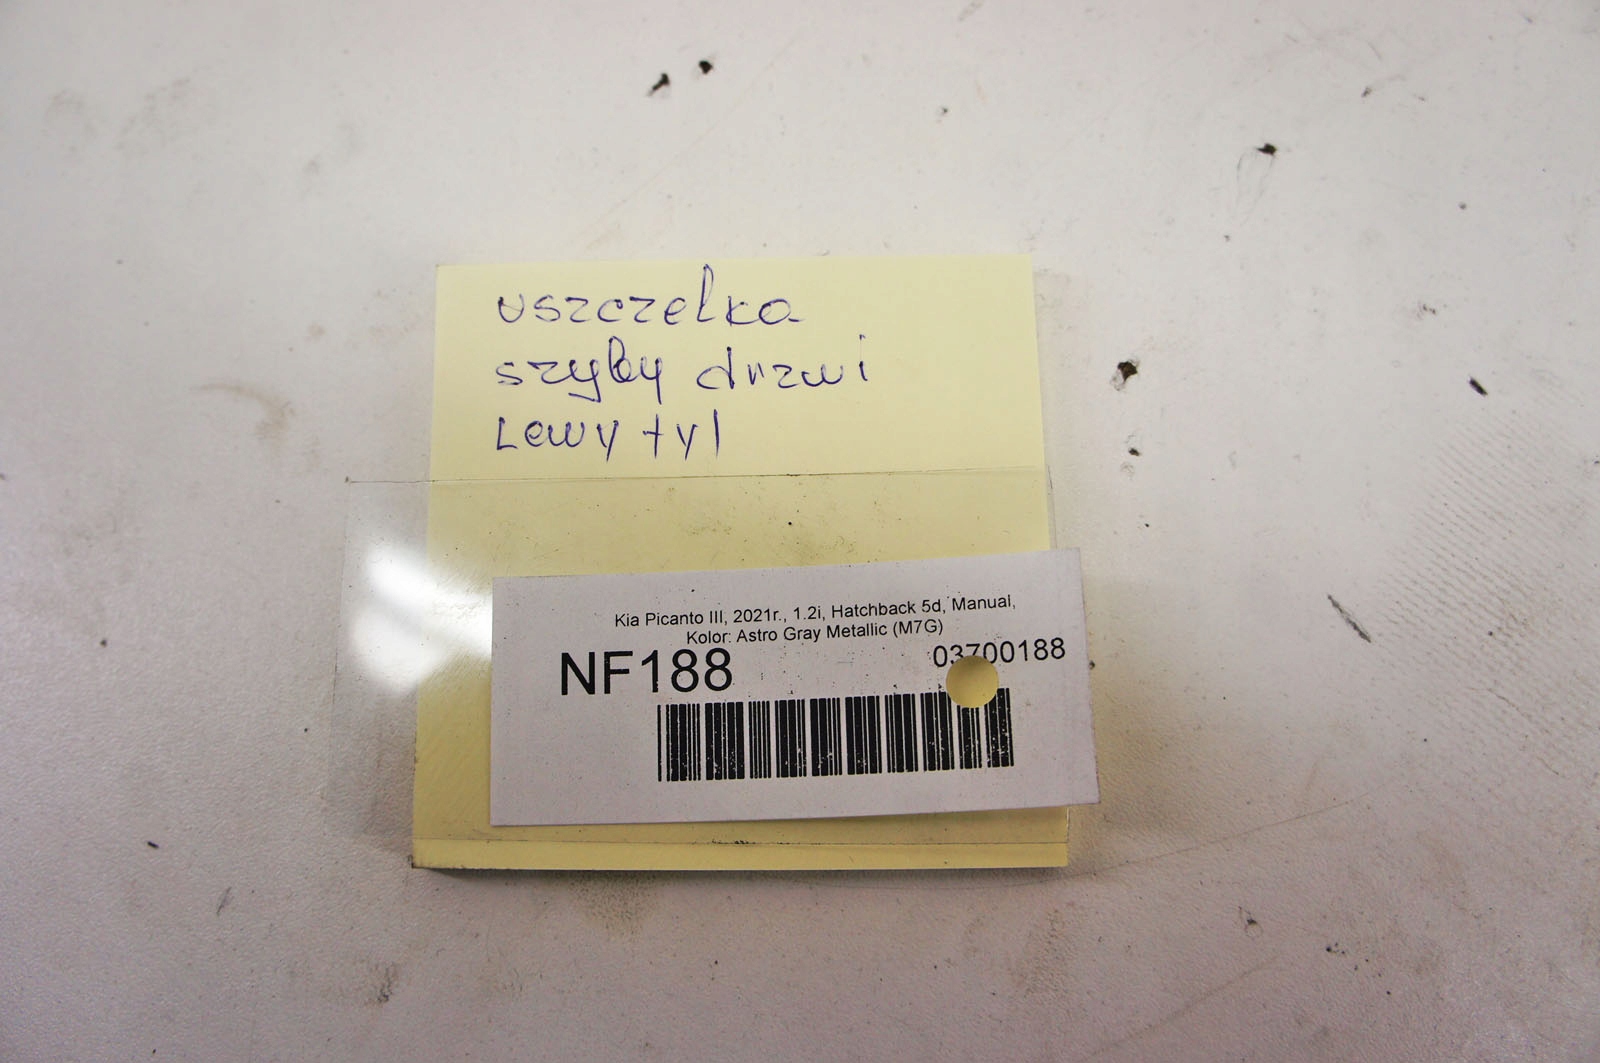 uszczelka
szyby drzwi
Lewy tyl
Kia Picanto III, 2021r., 1.2i, Hatchback 5d, Manual,
Kolor: Astro Gray Metallic (M7G)
NF188 03700188